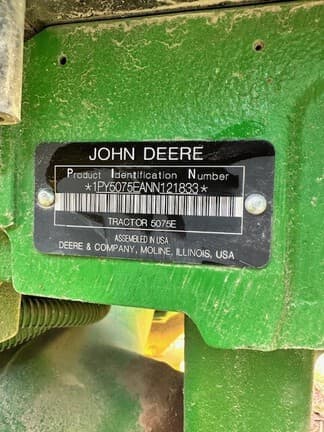 JOHN DEERE
Product Identification Number
*1PY5075EANN121833*
TRACTOR 5075E
ASSEMBLED IN USA
DEERE & COMPANY, MOLINE, ILLINOIS, USA